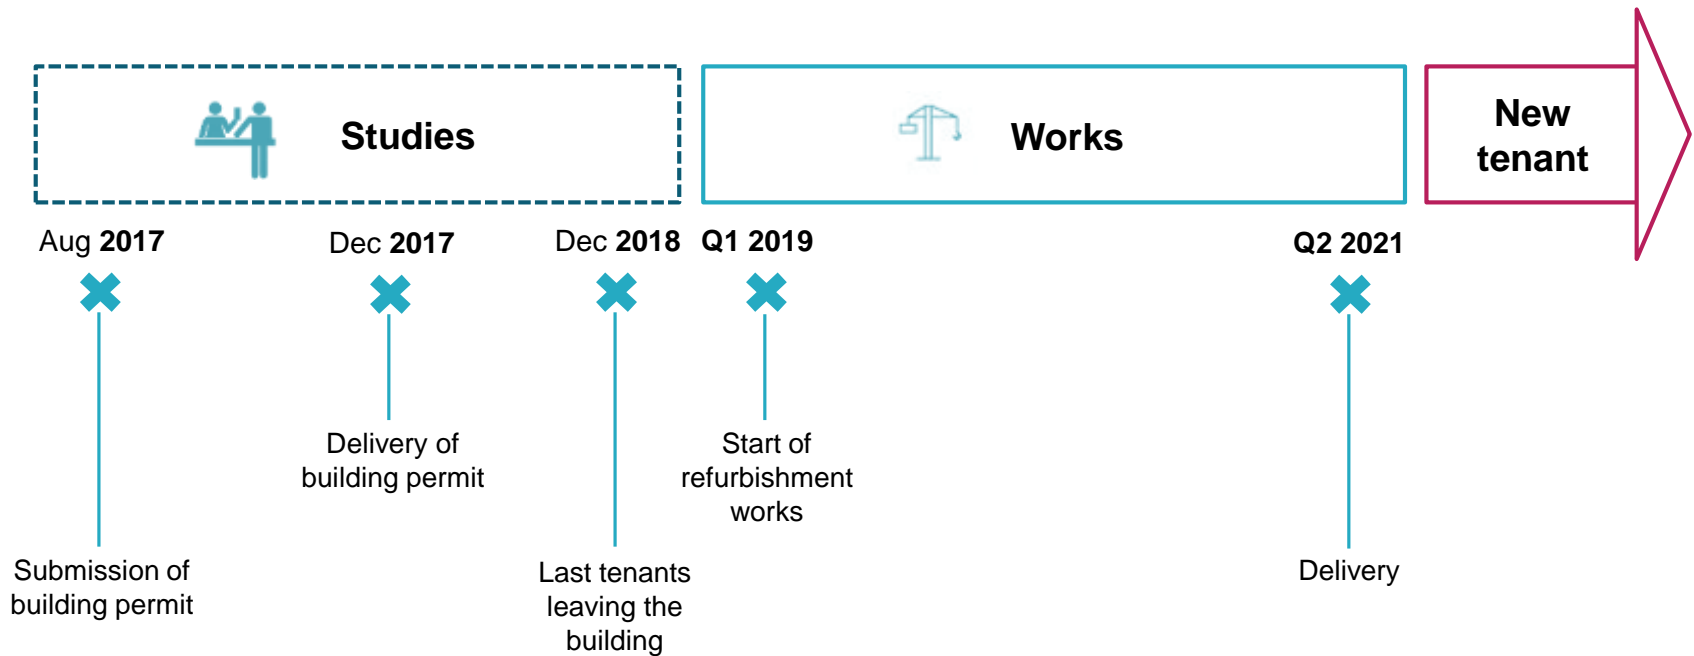 Studies
Works
New
tenant
Aug 2017
Dec 2017
Dec 2018
Q1 2019
Q2 2021
Submission of
building permit
Delivery of
building permit
Last tenants
leaving the
building
Start of
refurbishment
works
Delivery